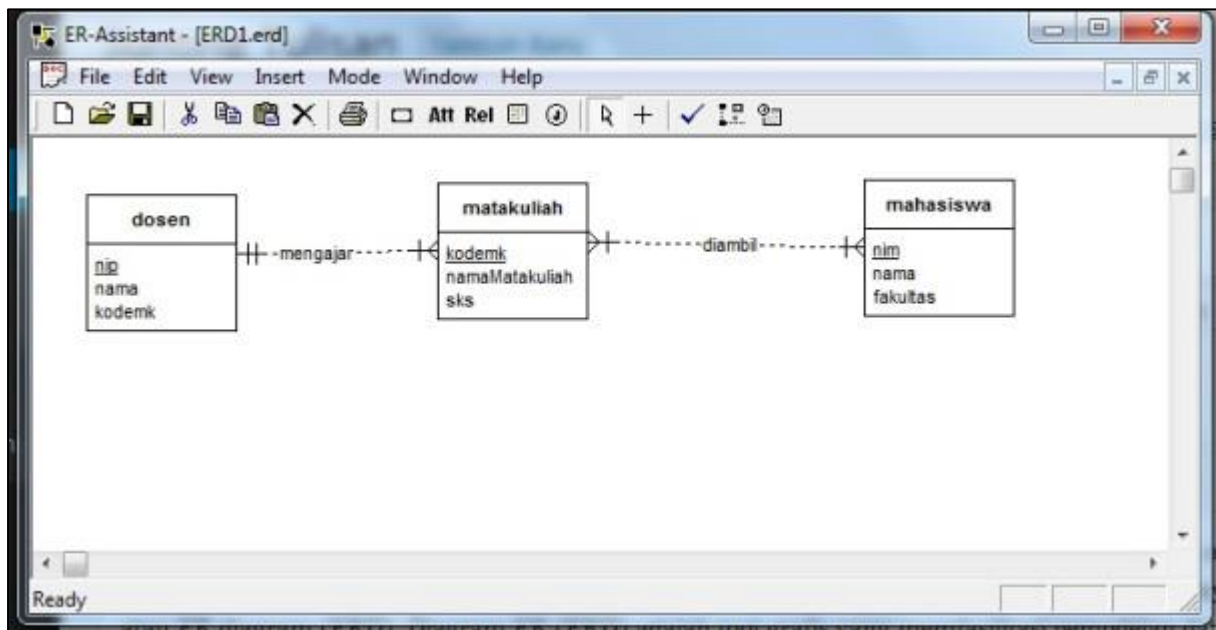 ER-Assistant - [ERD1.erd]
File Edit View Insert Mode Window Help
Att Rel
dosen
nip
nama
kodemk
mengajar
matakuliah
kodemk
namaMatakuliah
sks
diambil
mahasiswa
nim
nama
fakultas
Ready